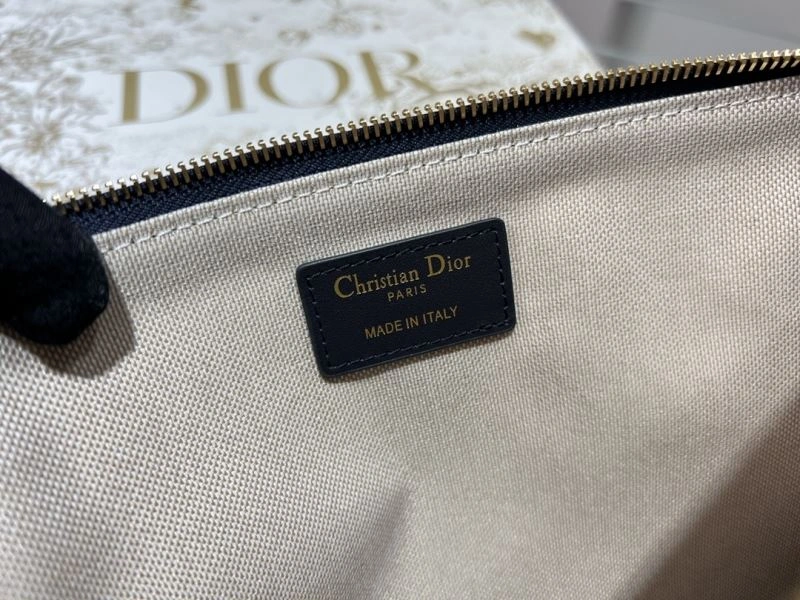 DIOR
Christian Dior
PARIS
MADE IN ITALY